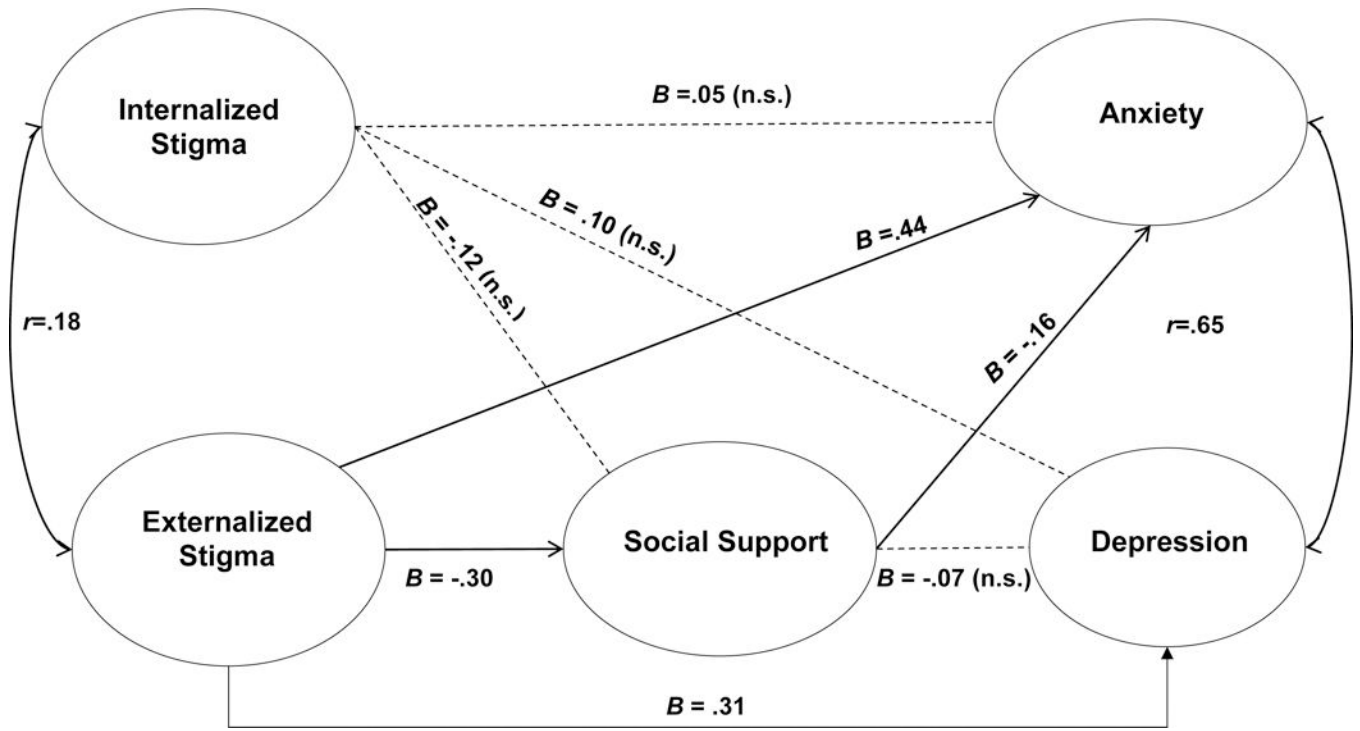 Internalized
Stigma
B =.05 (n.s.)
Anxiety
B = .10 (n.s.)
B = -.12 (n.s.)
B =.44
r=.18
B = -.16
r=.65
Externalized
Stigma
B = -.30
Social Support
B = -.07 (n.s.)
Depression
B = .31